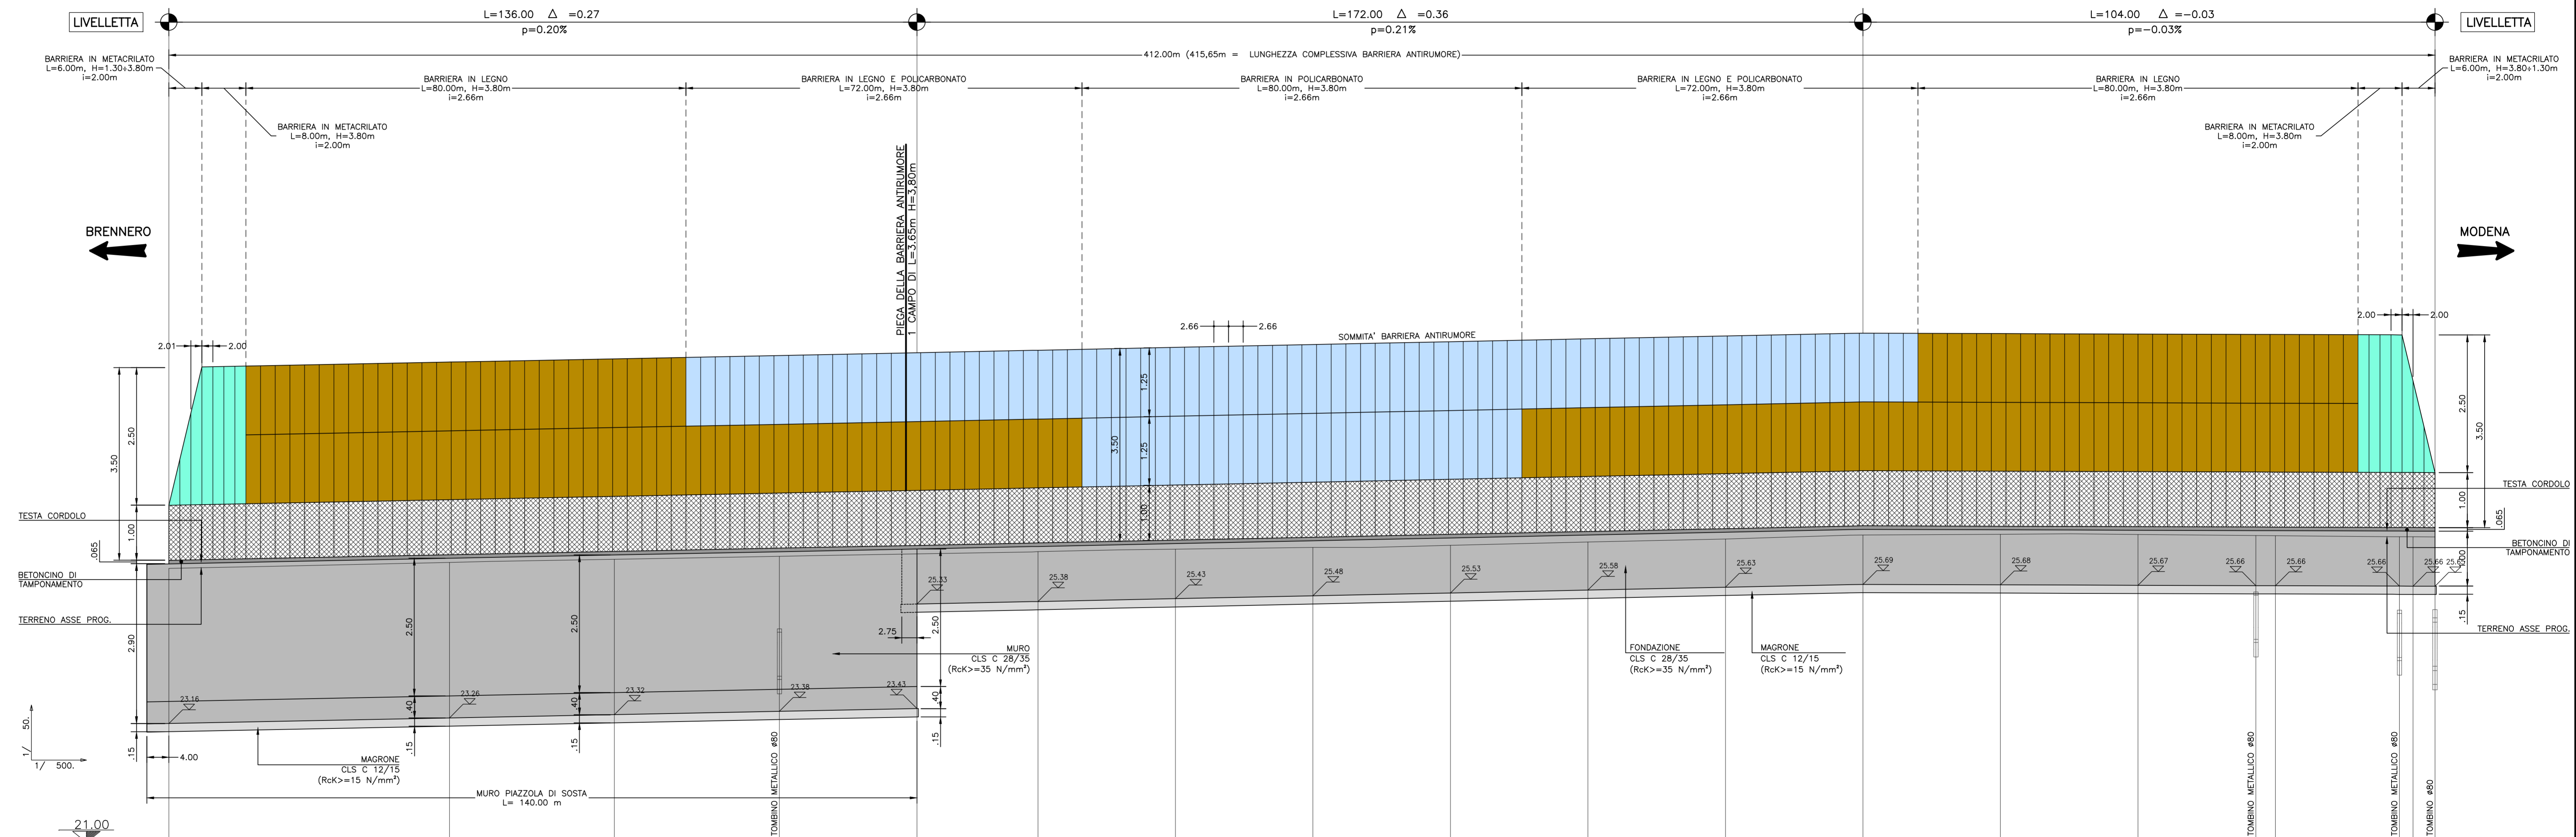 LIVELLETTA
L=136.00 Δ =0.27
p=0.20%
L=172.00 Δ =0.36
p=0.21%
L=104.00 Δ =-0.03
p=-0.03%
LIVELLETTA
412.00m (415,65m = LUNGHEZZA COMPLESSIVA BARRIERA ANTIRUMORE)
BARRIERA IN METACRILATO
L=6.00m, H=1.30÷3.80m
i=2.00m
BARRIERA IN LEGNO
L=80.00m, H=3.80m
i=2.66m
BARRIERA IN LEGNO E POLICARBONATO
L=72.00m, H=3.80m
i=2.66m
BARRIERA IN POLICARBONATO
L=80.00m, H=3.80m
i=2.66m
BARRIERA IN LEGNO E POLICARBONATO
L=72.00m, H=3.80m
i=2.66m
BARRIERA IN LEGNO
L=80.00m, H=3.80m
i=2.66m
BARRIERA IN METACRILATO
L=6.00m, H=3.80÷1.30m
i=2.00m
BARRIERA IN METACRILATO
L=8.00m, H=3.80m
i=2.00m
BARRIERA IN METACRILATO
L=8.00m, H=3.80m
i=2.00m
PIEGA DELLA BARRIERA ANTIRUMORE
1 CAMPO DI L=3.65m H=3,80m
BRENNERO
MODENA
2.01
2.00
2.66
2.66
SOMMITA' BARRIERA ANTIRUMORE
2.00
2.00
3.50
2.50
1.00
.065
3.50
1.25
1.25
1.00
2.50
3.50
1.00
.065
TESTA CORDOLO
BETONCINO DI
TAMPONAMENTO
TERRENO ASSE PROG.
TESTA CORDOLO
BETONCINO DI
TAMPONAMENTO
TERRENO ASSE PROG.
25.33
25.38
25.43
25.48
25.53
25.58
25.63
25.69
25.68
25.67
25.66
25.66
25.66
25.66
1.00
.15
2.90
.15
2.50
.40
.15
2.50
.40
.15
2.75
2.50
.40
.15
MURO
CLS C 28/35
(RcK>=35 N/mm²)
FONDAZIONE
CLS C 28/35
(RcK>=35 N/mm²)
MAGRONE
CLS C 12/15
(RcK>=15 N/mm²)
23.16
23.26
23.32
23.38
23.43
1/ 50.
1/ 500.
4.00
MAGRONE
CLS C 12/15
(RcK>=15 N/mm²)
MURO PIAZZOLA DI SOSTA
L= 140.00 m
TOMBINO METALLICO ø80
TOMBINO METALLICO ø80
TOMBINO METALLICO ø80
TOMBINO ø80
21.00